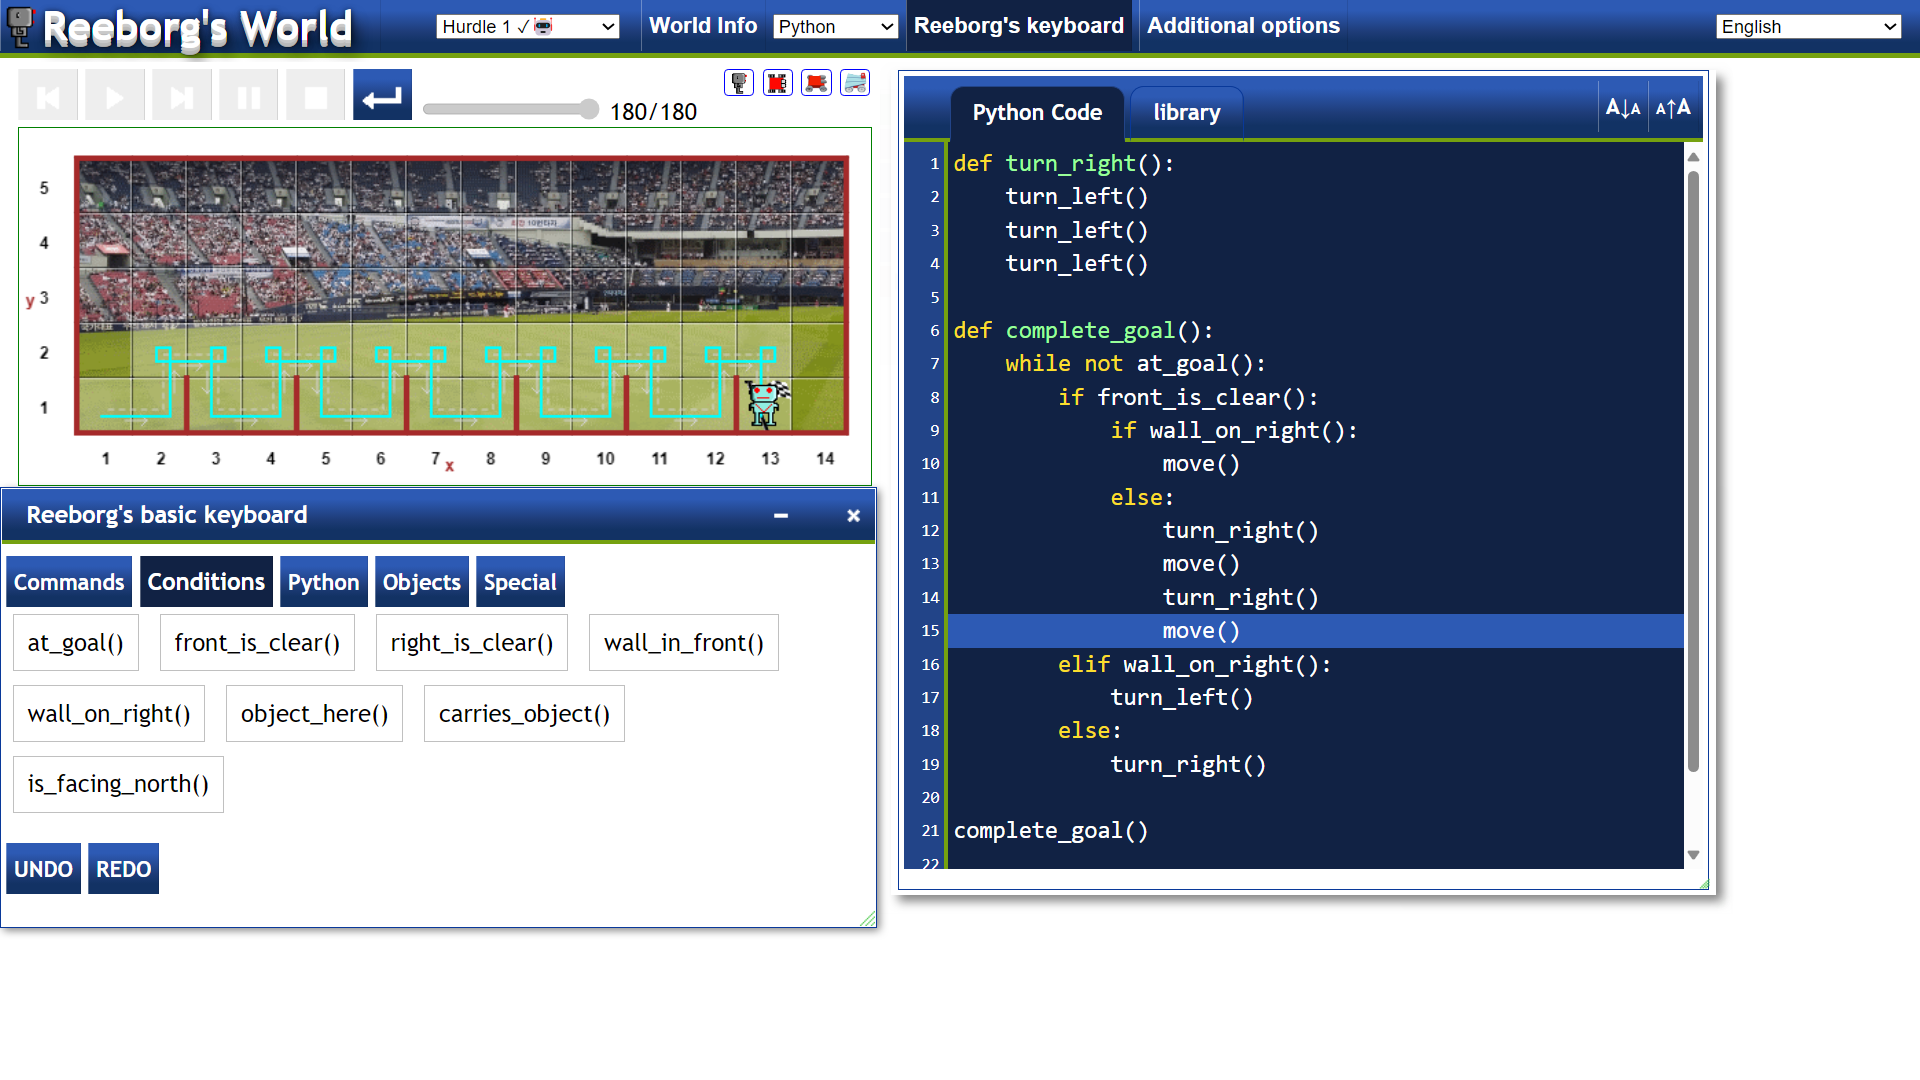 Reeborg's World
Hurdle 1 ✓🤖
World Info
Python
Reeborg's keyboard
Additional options
English
180/180
5
4
y 3
2
1
1 2 3 4 5 6 7 x 8 9 10 11 12 13 14
Reeborg's basic keyboard
Commands Conditions Python Objects Special
at_goal() front_is_clear() right_is_clear() wall_in_front()
wall_on_right() object_here() carries_object()
is_facing_north()
UNDO REDO
Python Code library A↓A A↑A
1 def turn_right():
2     turn_left()
3     turn_left()
4     turn_left()
5
6 def complete_goal():
7     while not at_goal():
8         if front_is_clear():
9             if wall_on_right():
10                 move()
11             else:
12                 turn_right()
13                 move()
14                 turn_right()
15                 move()
16         elif wall_on_right():
17             turn_left()
18         else:
19             turn_right()
20
21 complete_goal()
22